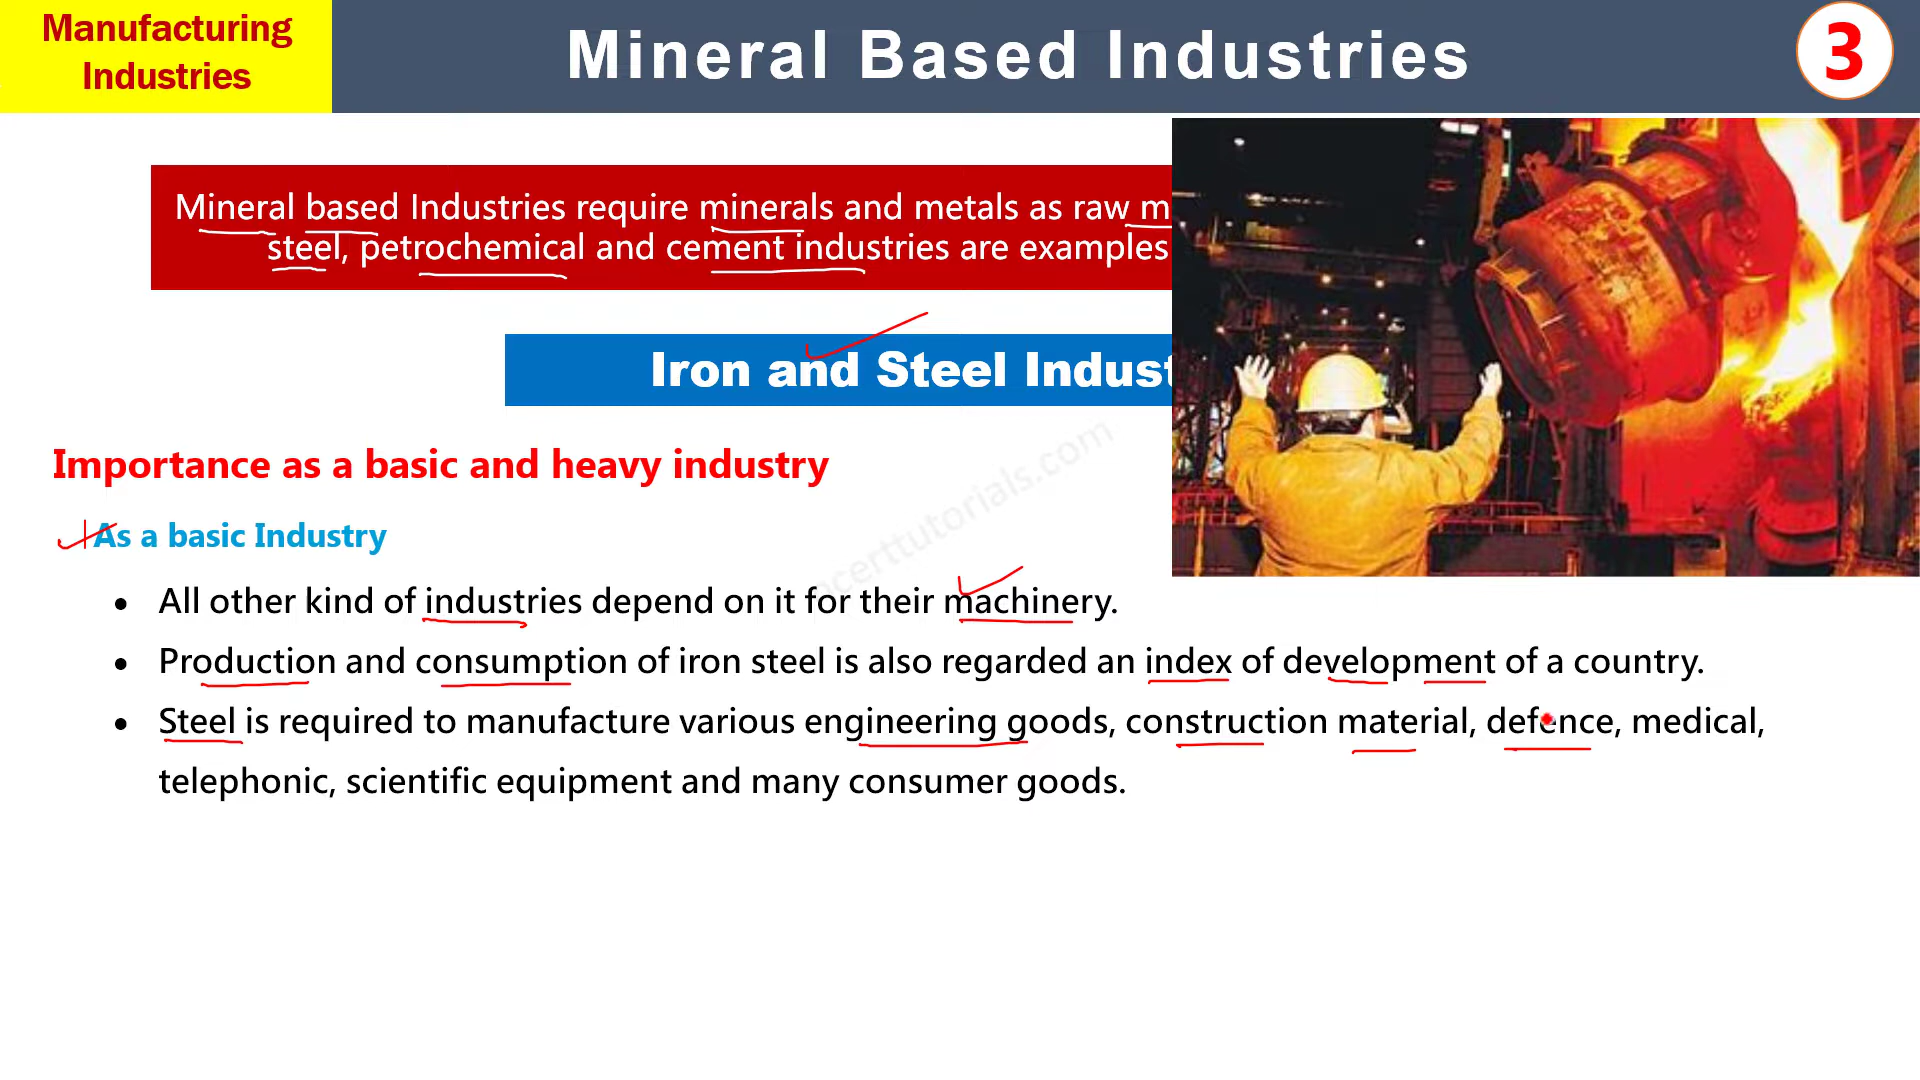 Manufacturing
Industries
Mineral Based Industries
3
Mineral based Industries require minerals and metals as raw m
steel, petrochemical and cement industries are examples
Iron and Steel Indust
Importance as a basic and heavy industry
As a basic Industry
• All other kind of industries depend on it for their machinery.
• Production and consumption of iron steel is also regarded an index of development of a country.
• Steel is required to manufacture various engineering goods, construction material, defence, medical,
telephonic, scientific equipment and many consumer goods.
ncerttutorials.com